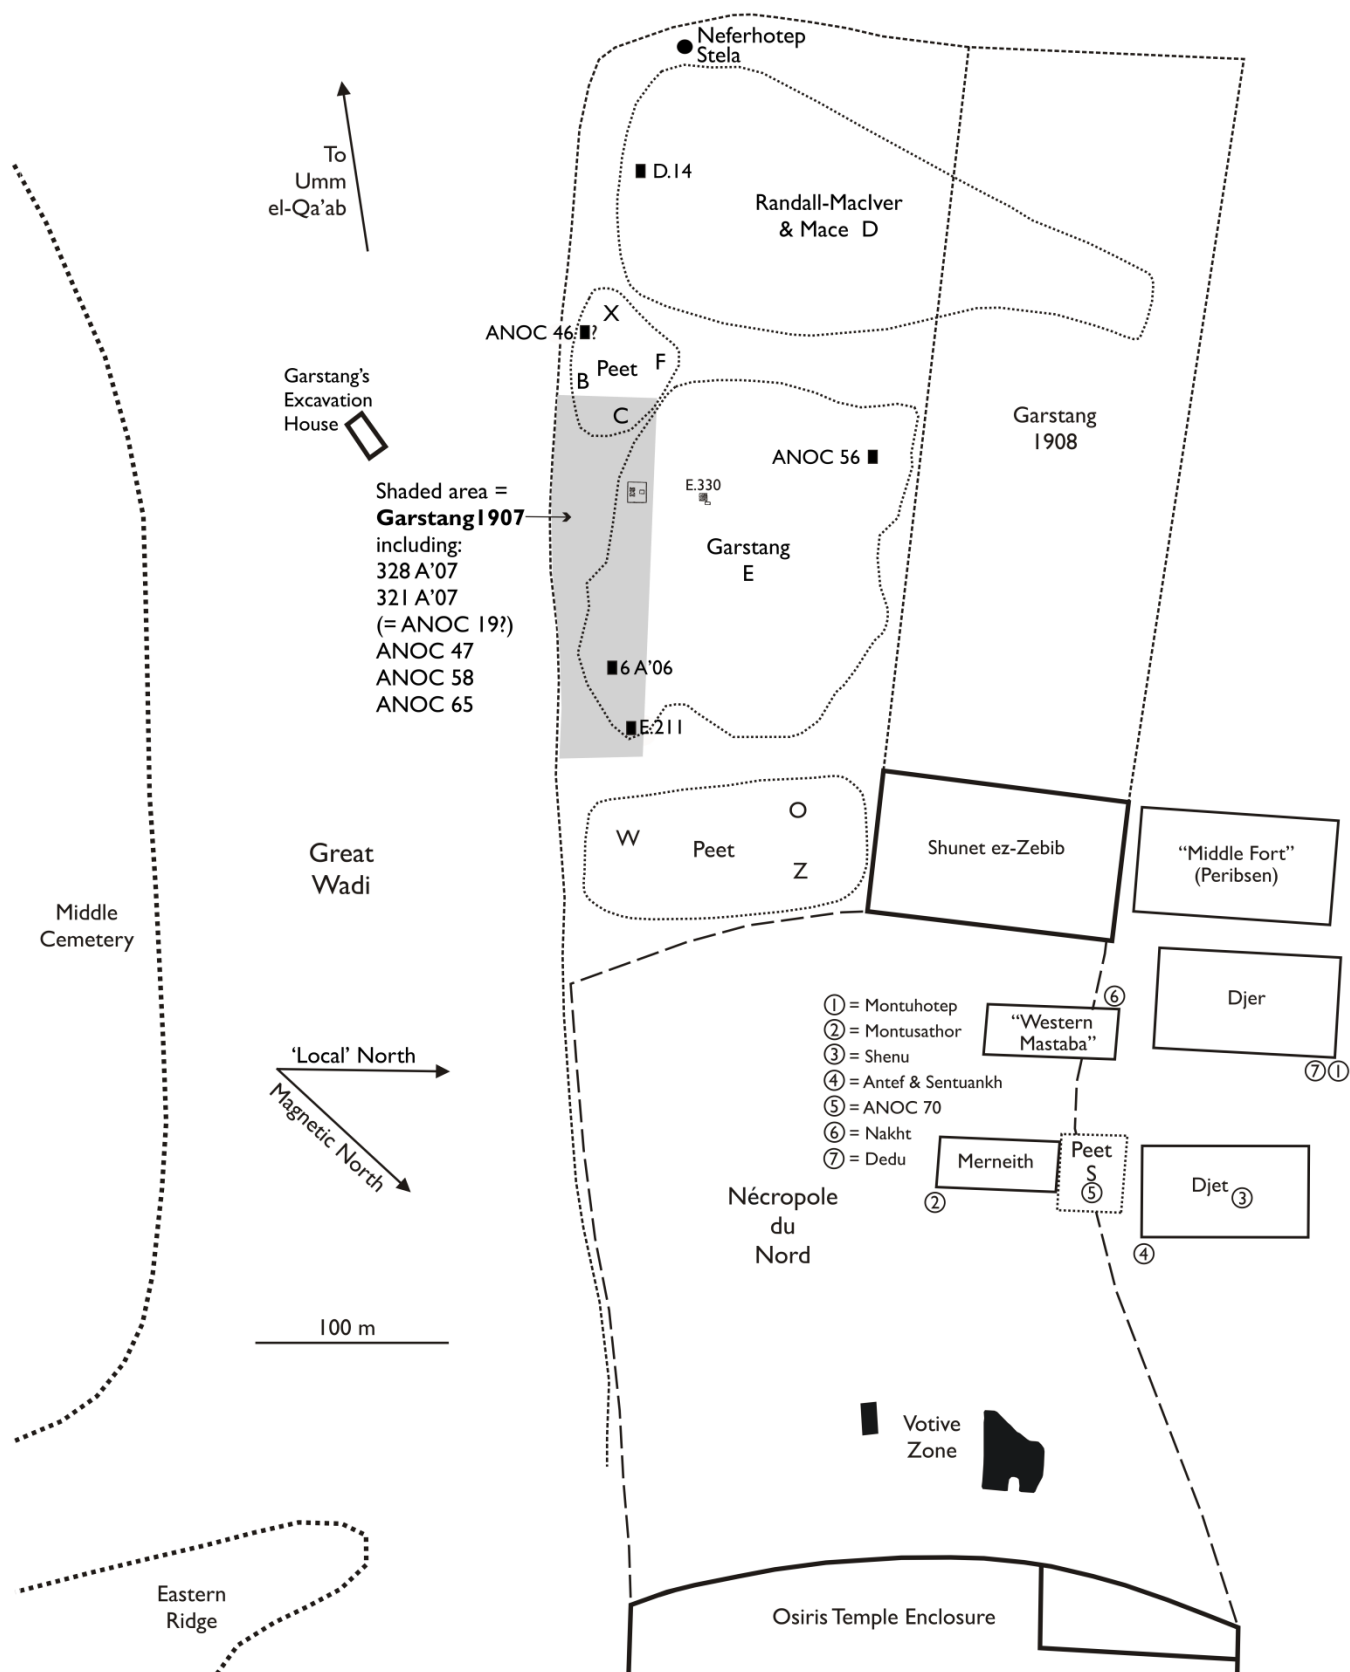 Neferhotep
Stela
To
Umm
el-Qa'ab
D.14
Randall-MacIver
& Mace D
X
ANOC 46 ?
Peet
F
B
C
Garstang's
Excavation
House
Garstang
1908
ANOC 56
E.330
Shaded area =
Garstang1907
including:
328 A'07
321 A'07
(= ANOC 19?)
ANOC 47
ANOC 58
ANOC 65
Garstang
E
6 A'06
E.211
O
W
Peet
Z
Shunet ez-Zebib
"Middle Fort"
(Peribsen)
Great
Wadi
Middle
Cemetery
Djer
① = Montuhotep
② = Montusathor
③ = Shenu
④ = Antef & Sentuankh
⑤ = ANOC 70
⑥ = Nakht
⑦ = Dedu
⑥
"Western
Mastaba"
⑦①
'Local' North
Magnetic North
Merneith
②
Peet
S
⑤
Djet ③
④
Nécropole
du
Nord
100 m
Votive
Zone
Eastern
Ridge
Osiris Temple Enclosure